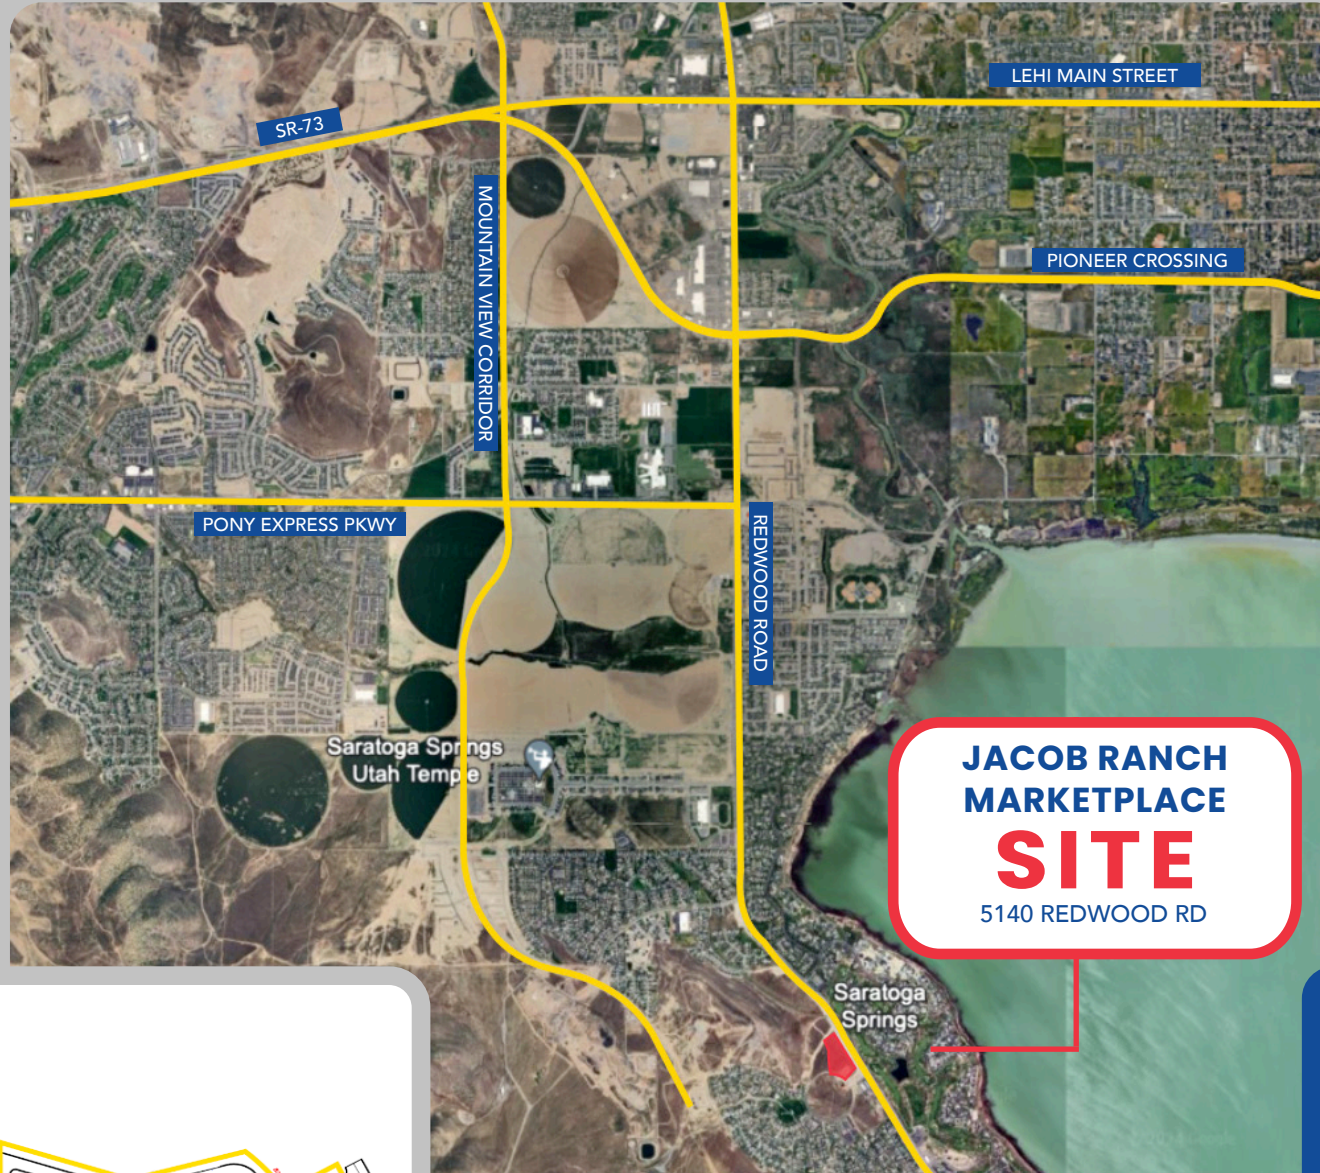 LEHI MAIN STREET
SR-73
MOUNTAIN VIEW CORRIDOR
PIONEER CROSSING
PONY EXPRESS PKWY
REDWOOD ROAD
Saratoga Springs
Utah Temple
JACOB RANCH
MARKETPLACE
SITE
5140 REDWOOD RD
Saratoga
Springs